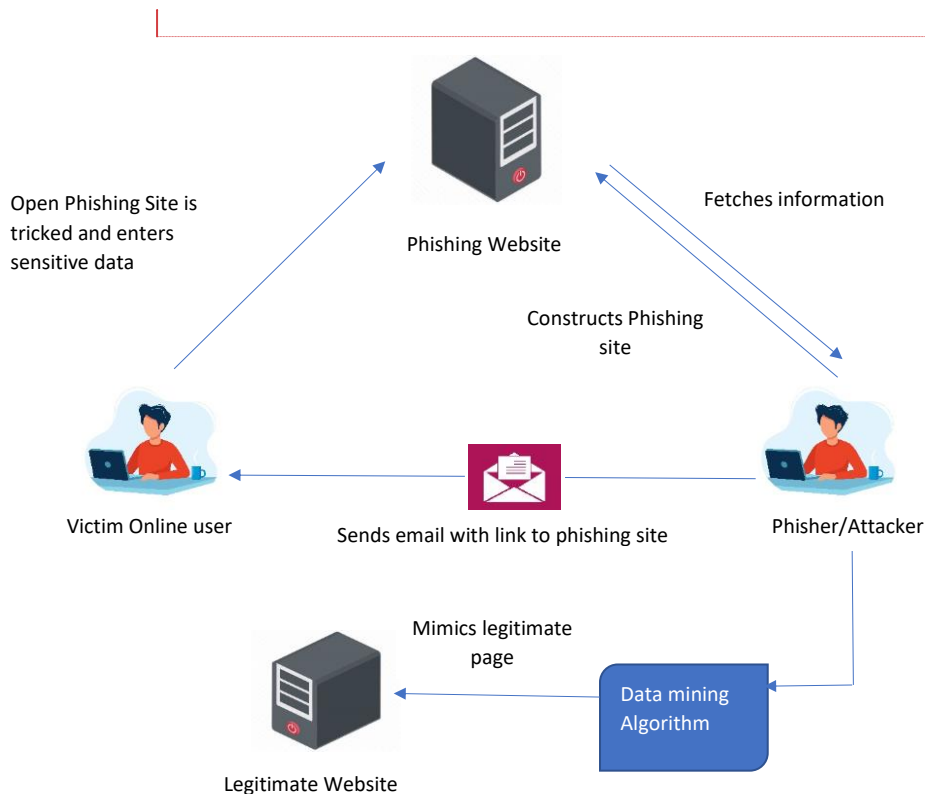 Open Phishing Site is
tricked and enters
sensitive data
Phishing Website
Fetches information
Constructs Phishing
site
Victim Online user
Sends email with link to phishing site
Phisher/Attacker
Mimics legitimate
page
Data mining
Algorithm
Legitimate Website